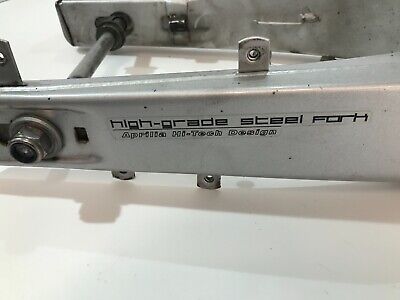 high-grade steel fork
Aprilia Hi-Tech Design